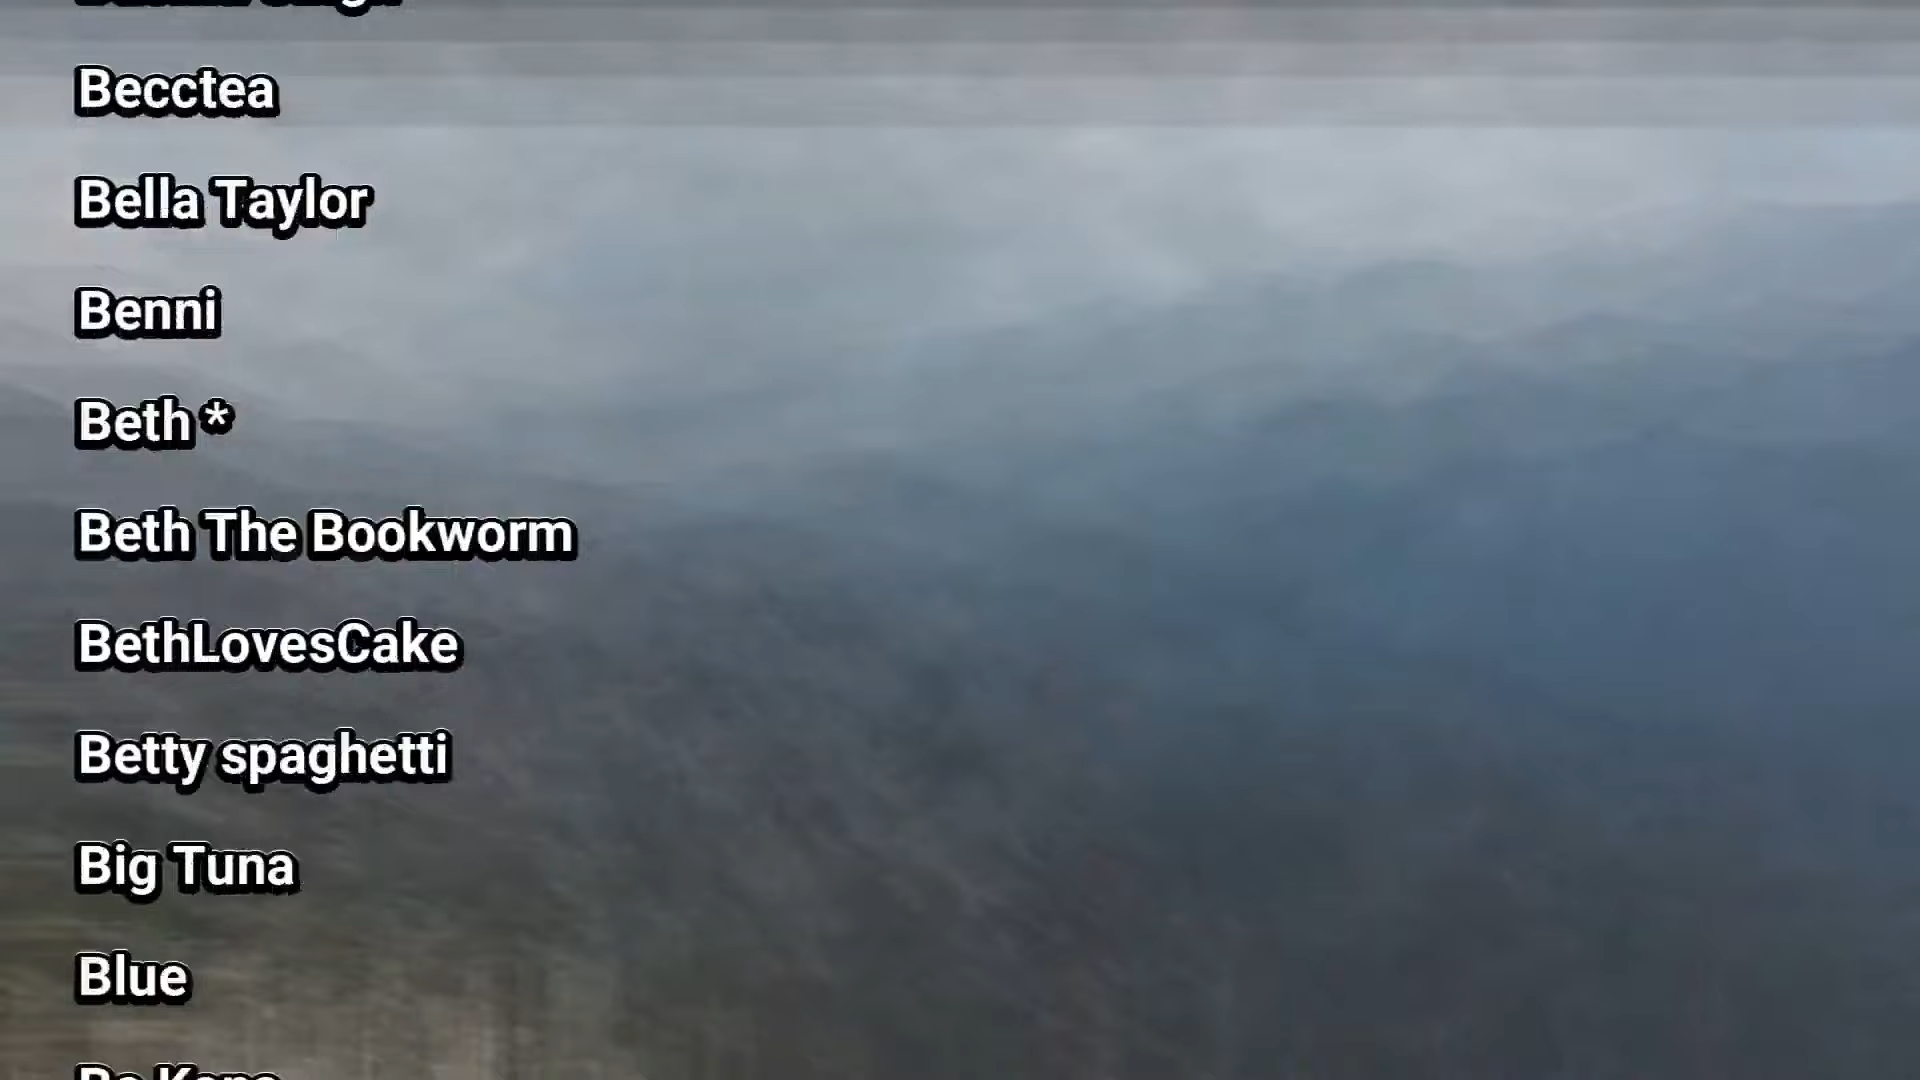 Becctea
Bella Taylor
Benni
Beth *
Beth The Bookworm
BethLovesCake
Betty spaghetti
Big Tuna
Blue